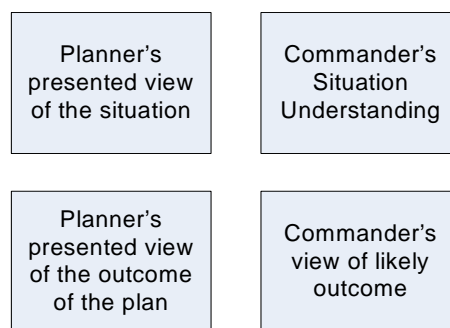 Planner's
presented view
of the situation
Commander's
Situation
Understanding
Planner's
presented view
of the outcome
of the plan
Commander's
view of likely
outcome